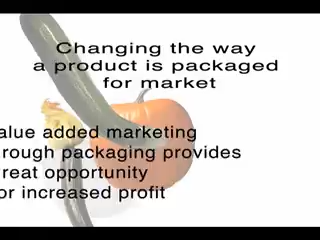 Changing the way
a product is packaged
for market
alue added marketing
rough packaging provides
reat opportunity
or increased profit